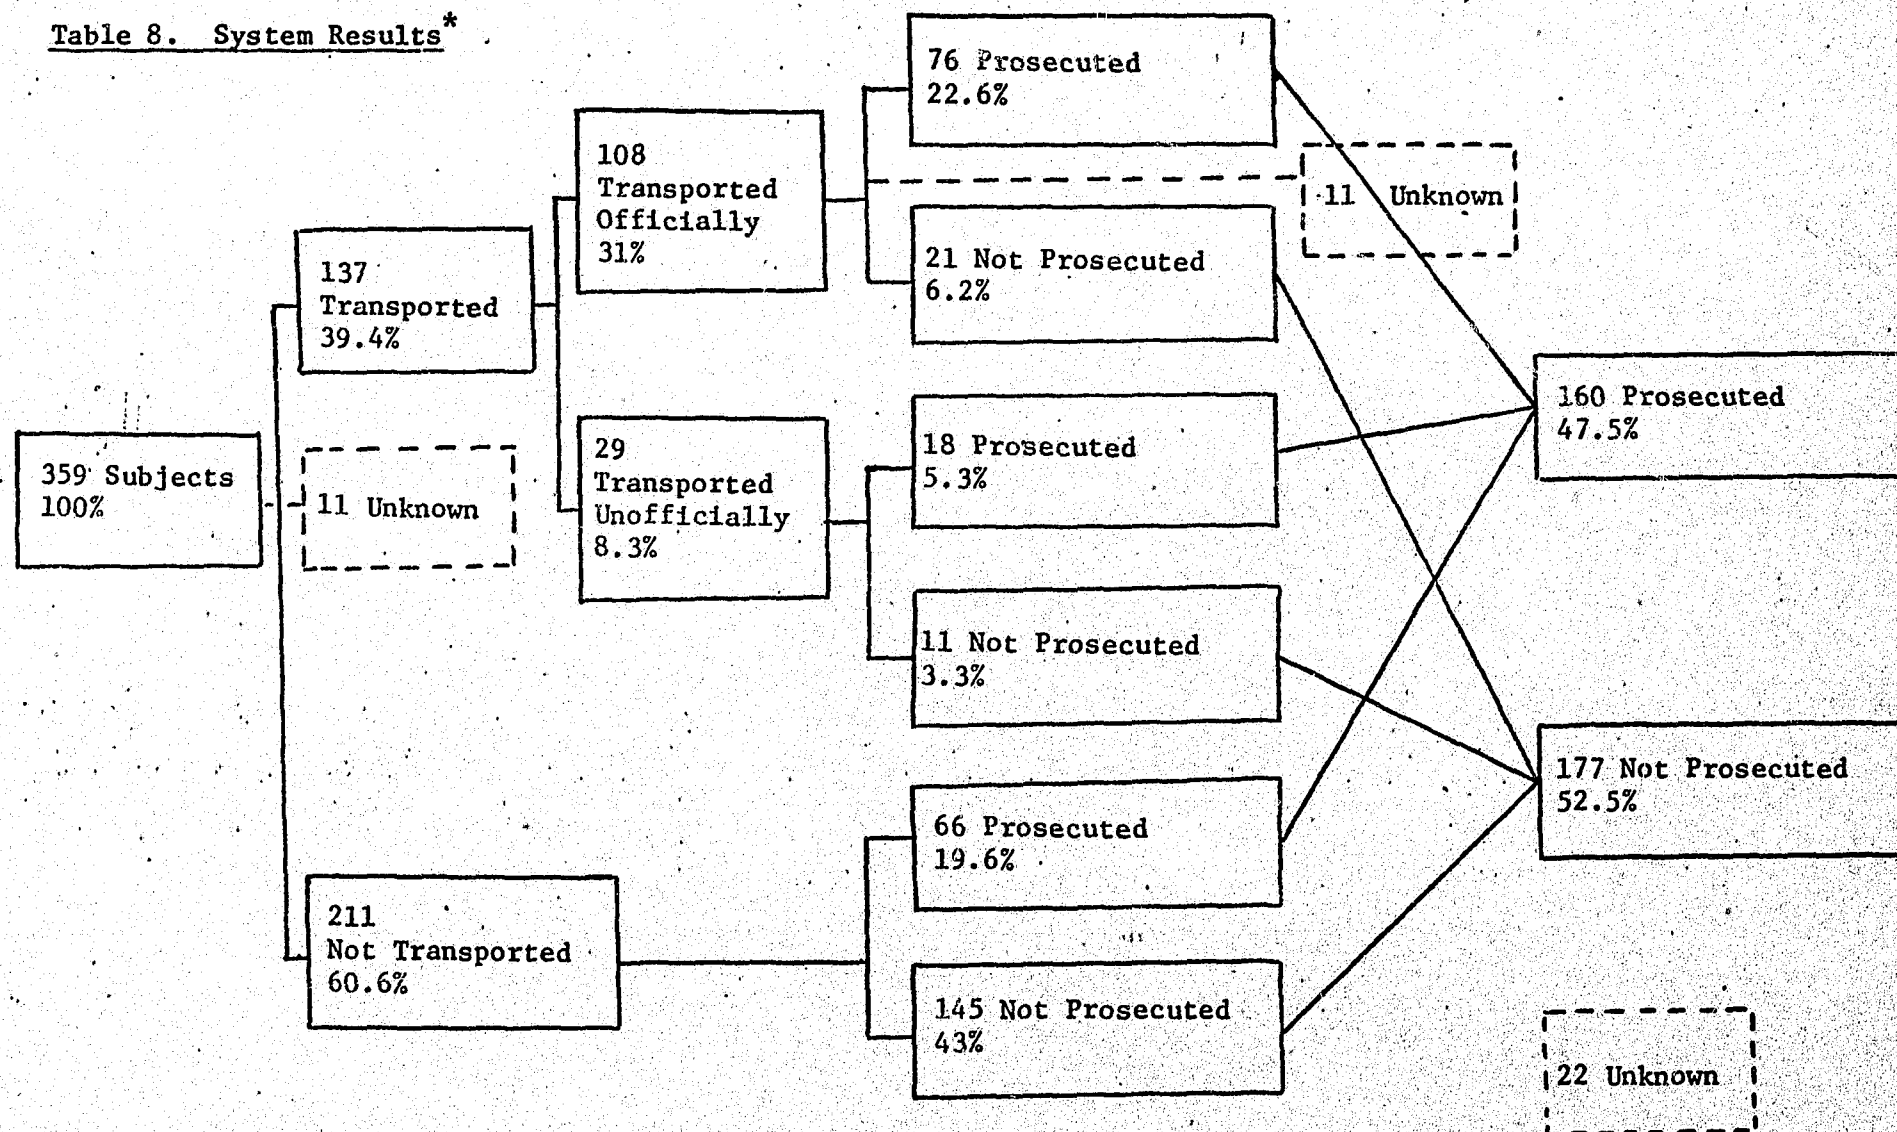 Table 8. System Results*
359 Subjects
100%
137
Transported
39.4%
11 Unknown
211
Not Transported
60.6%
108
Transported
Officially
31%
29
Transported
Unofficially
8.3%
76 Prosecuted
22.6%
11 Unknown
21 Not Prosecuted
6.2%
18 Prosecuted
5.3%
11 Not Prosecuted
3.3%
66 Prosecuted
19.6%
145 Not Prosecuted
43%
160 Prosecuted
47.5%
177 Not Prosecuted
52.5%
22 Unknown